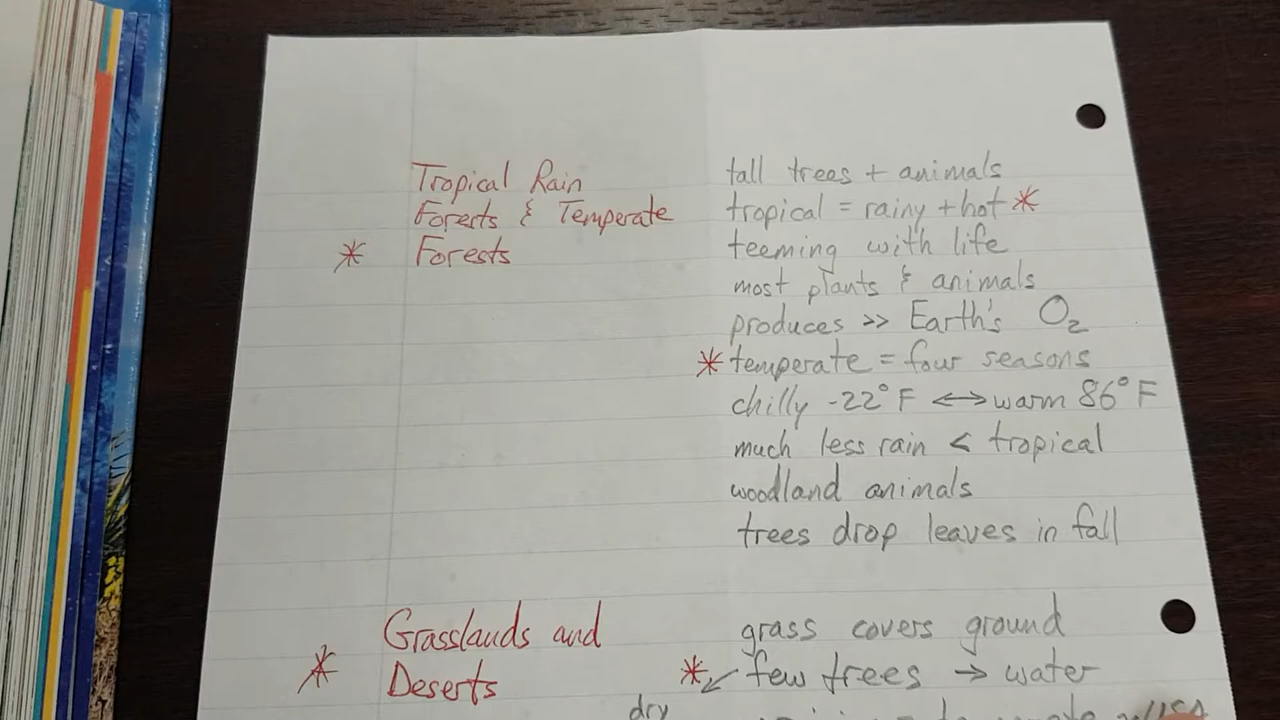 Tropical Rain
Forests & Temperate
* Forests
tall trees + animals
tropical = rainy + hot *
teeming with life
most plants & animals
produces >> Earth's O₂
* temperate = four seasons
chilly -22° F ↔ warm 86° F
much less rain < tropical
woodland animals
trees drop leaves in fall
Grasslands and
* Deserts
grass covers ground
* ↙ few trees → water
dry